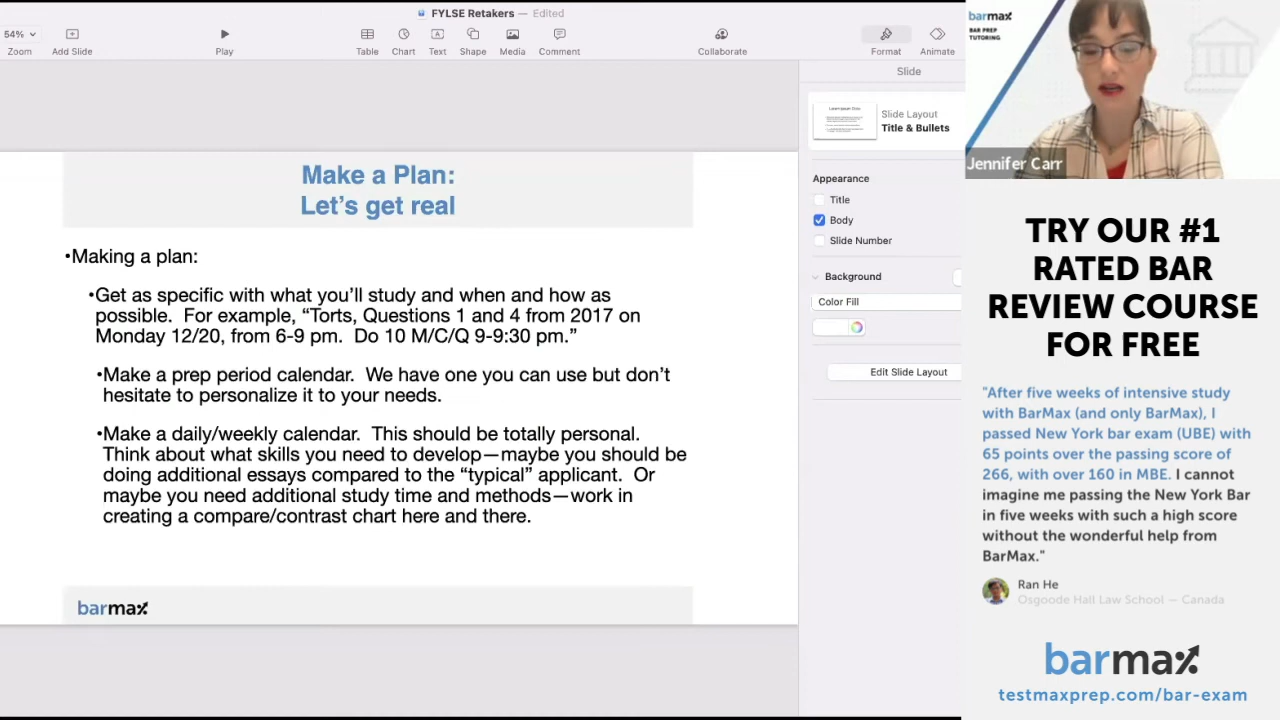 FYLSE Retakers — Edited
54%
Zoom
Add Slide
Play
Table
Chart
Text
Shape
Media
Comment
Collaborate
Format
Animate
Slide
Slide Layout
Title & Bullets
Appearance
Title
Body
Slide Number
Background
Color Fill
Edit Slide Layout
Make a Plan:
Let's get real
•Making a plan:
•Get as specific with what you'll study and when and how as
possible. For example, “Torts, Questions 1 and 4 from 2017 on
Monday 12/20, from 6-9 pm. Do 10 M/C/Q 9-9:30 pm.”
•Make a prep period calendar. We have one you can use but don't
hesitate to personalize it to your needs.
•Make a daily/weekly calendar. This should be totally personal.
Think about what skills you need to develop—maybe you should be
doing additional essays compared to the “typical” applicant. Or
maybe you need additional study time and methods—work in
creating a compare/contrast chart here and there.
barmax
barmax
BAR PREP
TUTORING
Jennifer Carr
TRY OUR #1
RATED BAR
REVIEW COURSE
FOR FREE
"After five weeks of intensive study
with BarMax (and only BarMax), I
passed New York bar exam (UBE) with
65 points over the passing score of
266, with over 160 in MBE. I cannot
imagine me passing the New York Bar
in five weeks with such a high score
without the wonderful help from
BarMax."
Ran He
Osgoode Hall Law School — Canada
barmax
testmaxprep.com/bar-exam